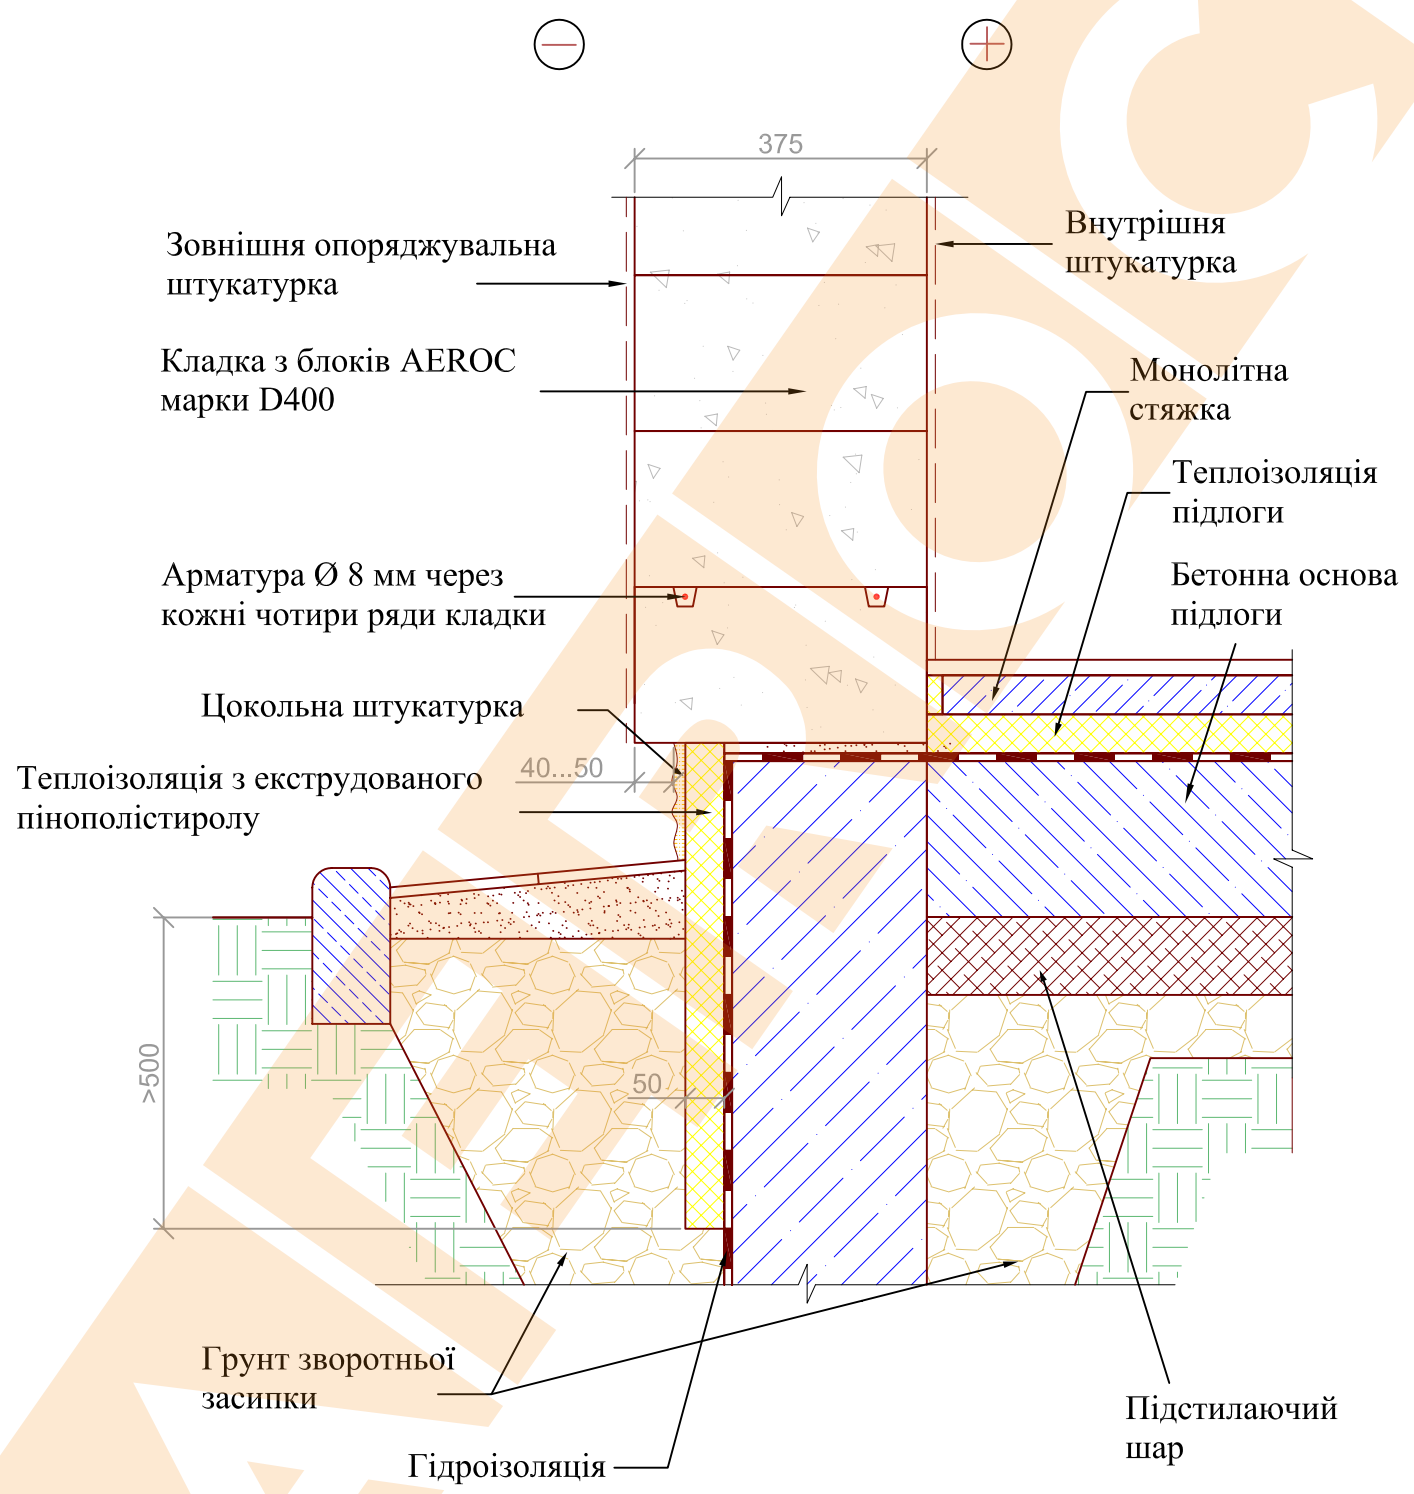 375
Зовнішня опоряджувальна
штукатурка
Внутрішня
штукатурка
Кладка з блоків AEROC
марки D400
Монолітна
стяжка
Теплоізоляція
підлоги
Арматура Ø 8 мм через
кожні чотири ряди кладки
Бетонна основа
підлоги
Цокольна штукатурка
Теплоізоляція з екструдованого
пінополістиролу
40...50
>500
50
Грунт зворотньої
засипки
Підстилаючий
шар
Гідроізоляція
AEROC